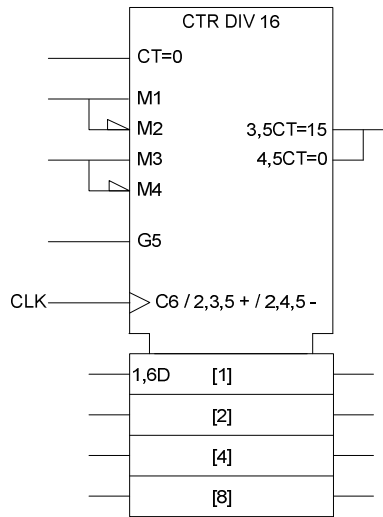 CTR DIV 16
CT=0
M1
M2
3,5CT=15
M3
4,5CT=0
M4
G5
CLK
C6 / 2,3,5 + / 2,4,5 -
1,6D [1]
[2]
[4]
[8]